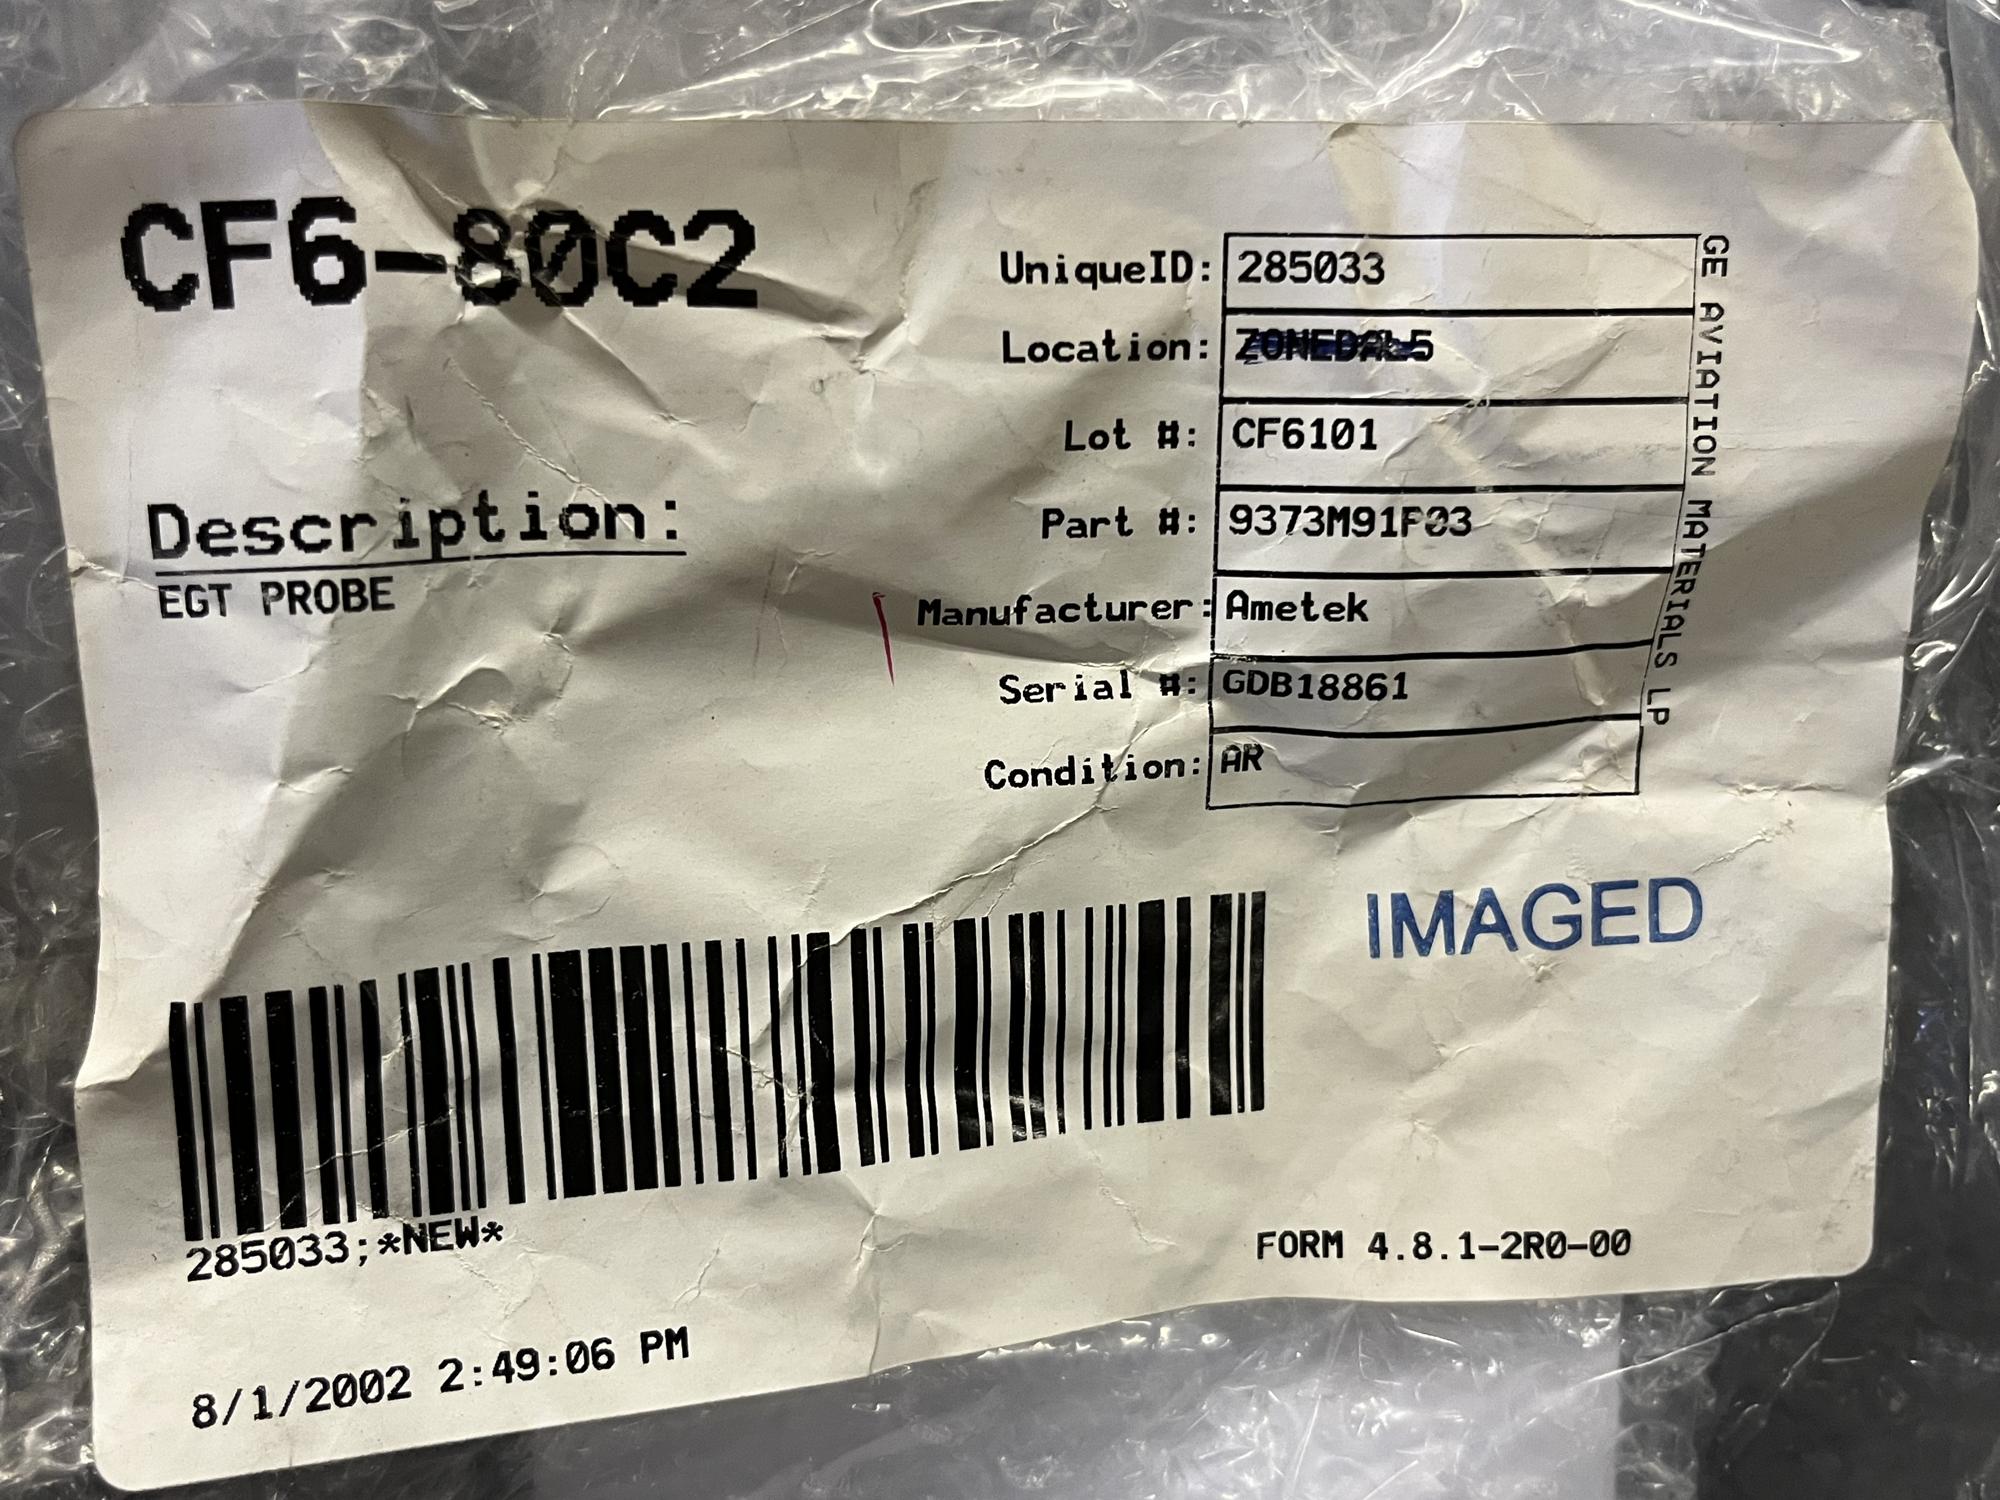 CF6-80C2
Description:
EGT PROBE
UniqueID: 285033
Location: ZONEDAL5
Lot #: CF6101
Part #: 9373M91P03
Manufacturer: Ametek
Serial #: GDB18861
Condition: AR
GE AVIATION MATERIALS LP
IMAGED
285033;*NEW*
FORM 4.8.1-2R0-00
8/1/2002 2:49:06 PM